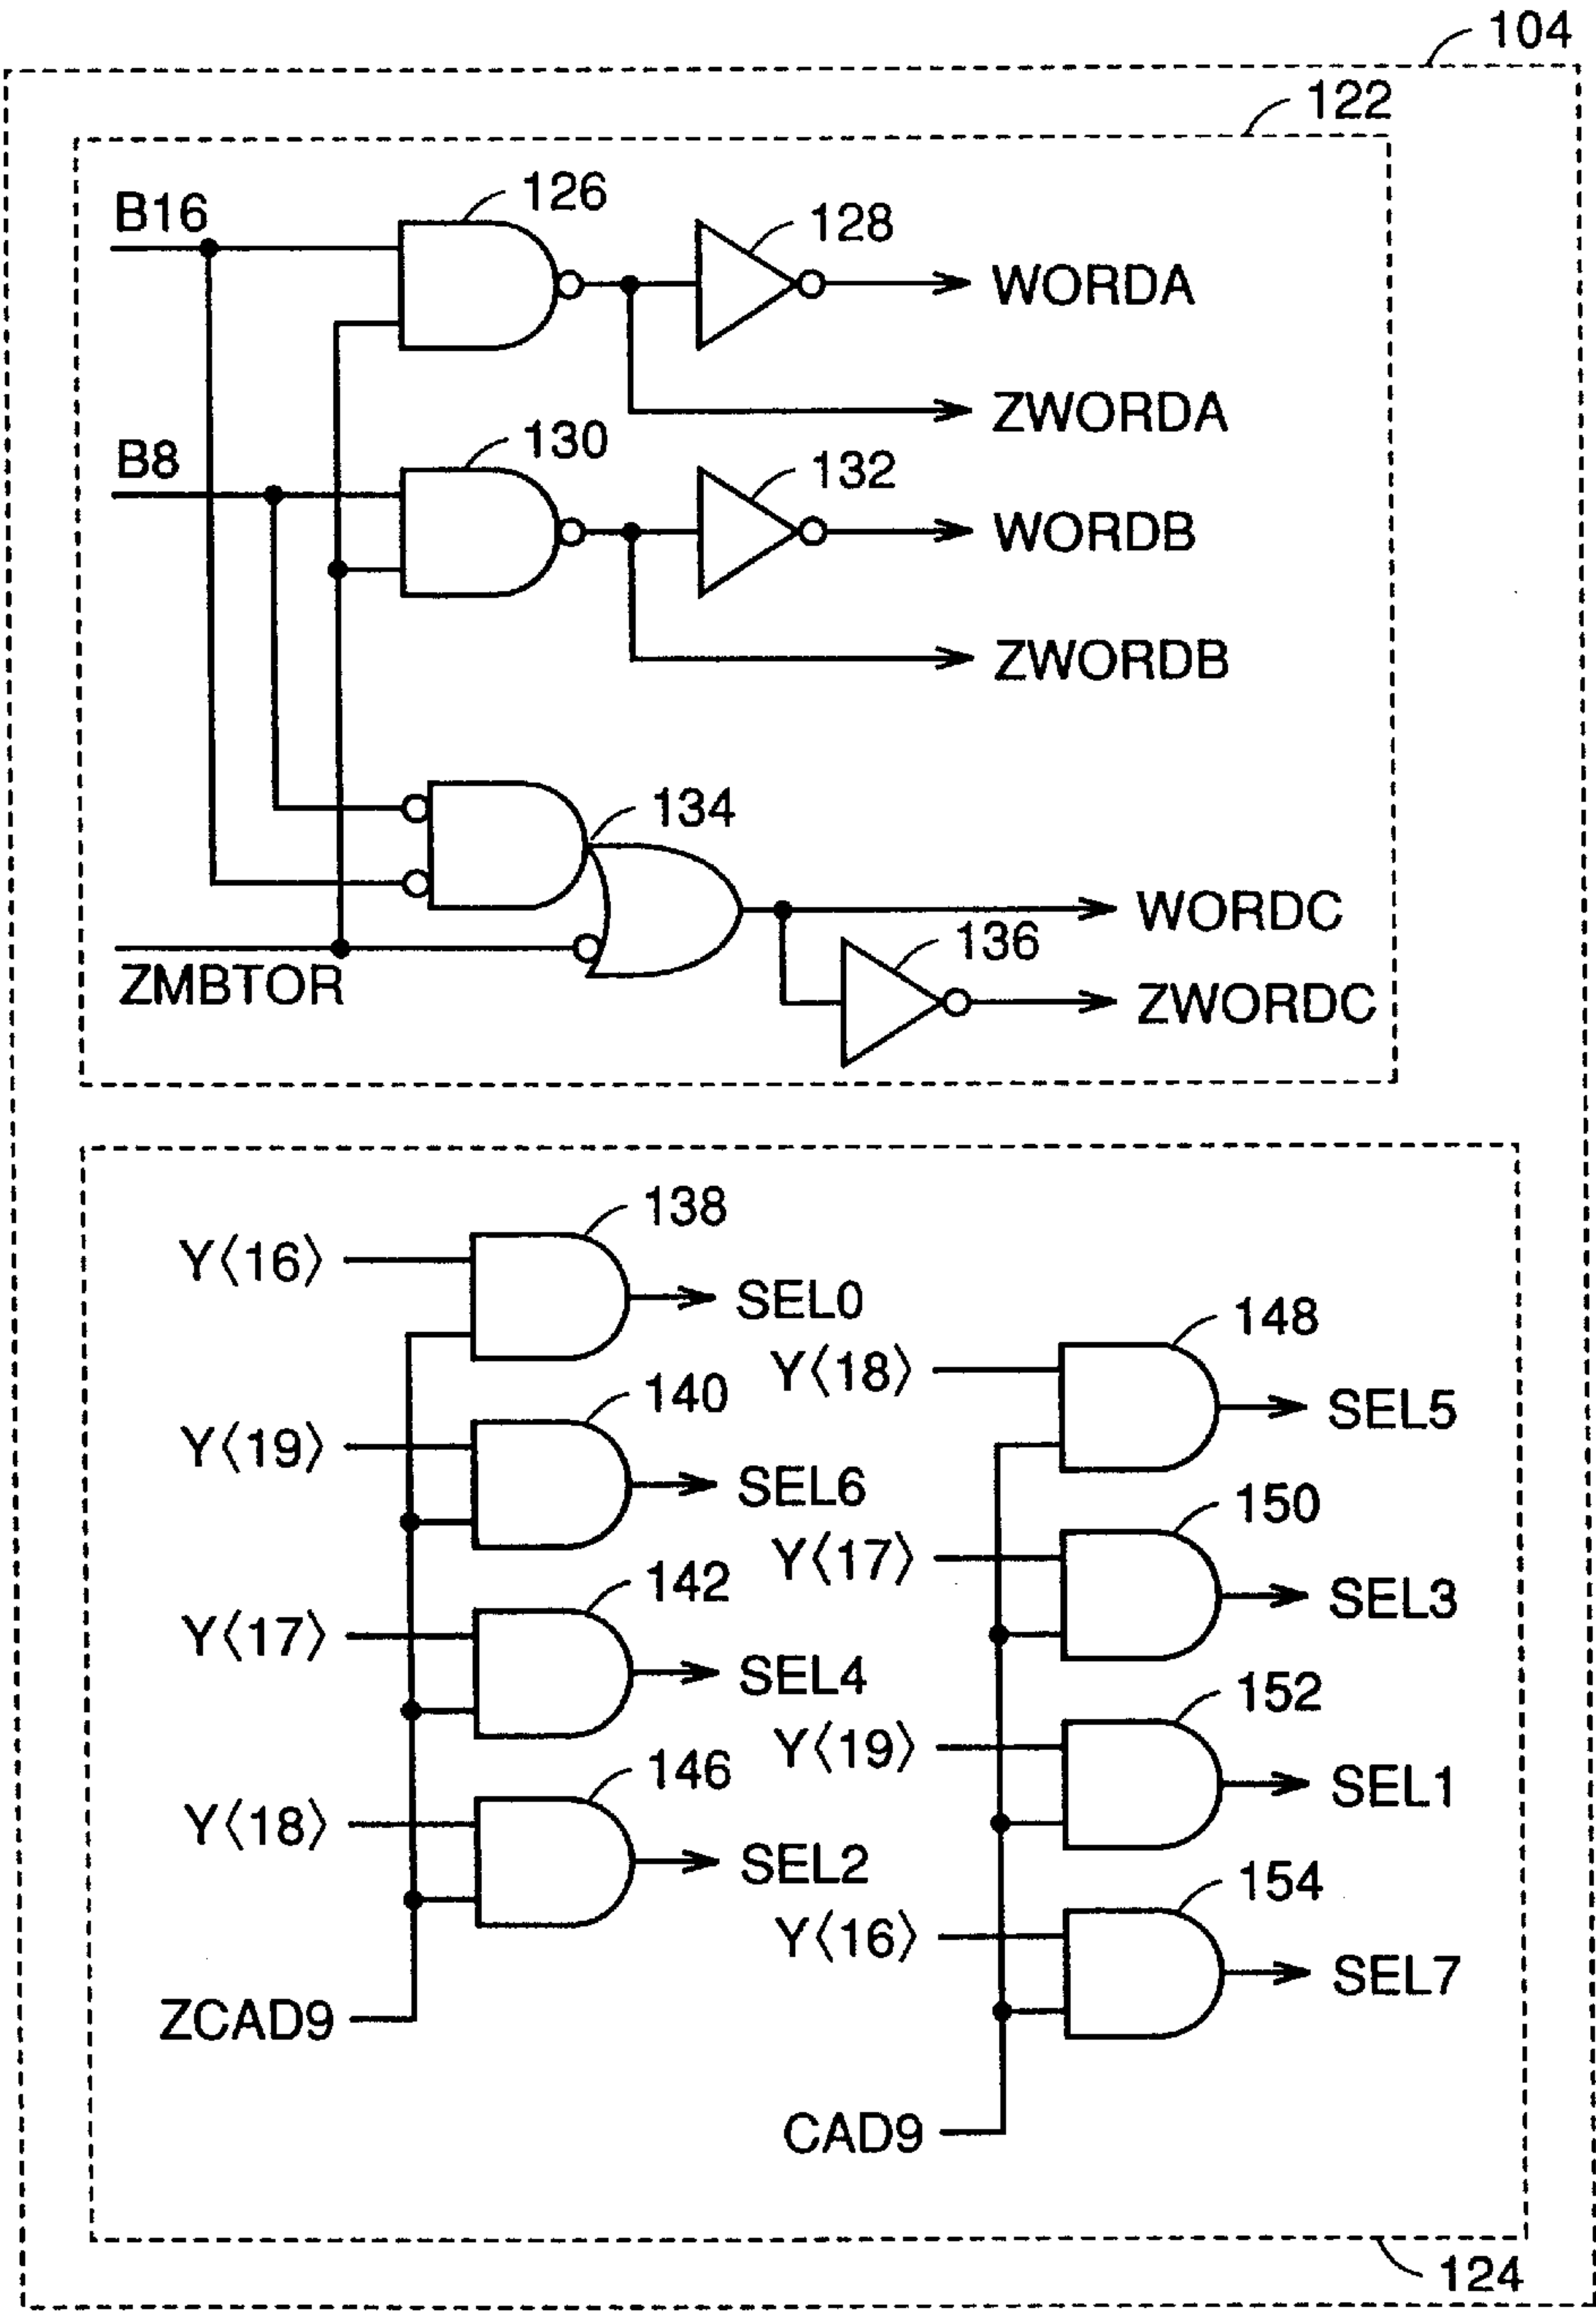 104
122
B16
126
128
WORDA
ZWORDA
B8
130
132
WORDB
ZWORDB
134
WORDC
ZMBTOR
136
ZWORDC
138
Y⟨16⟩
SEL0
140
Y⟨19⟩
SEL6
142
Y⟨17⟩
SEL4
146
Y⟨18⟩
SEL2
ZCAD9
148
Y⟨18⟩
SEL5
150
Y⟨17⟩
SEL3
152
Y⟨19⟩
SEL1
154
Y⟨16⟩
SEL7
CAD9
124